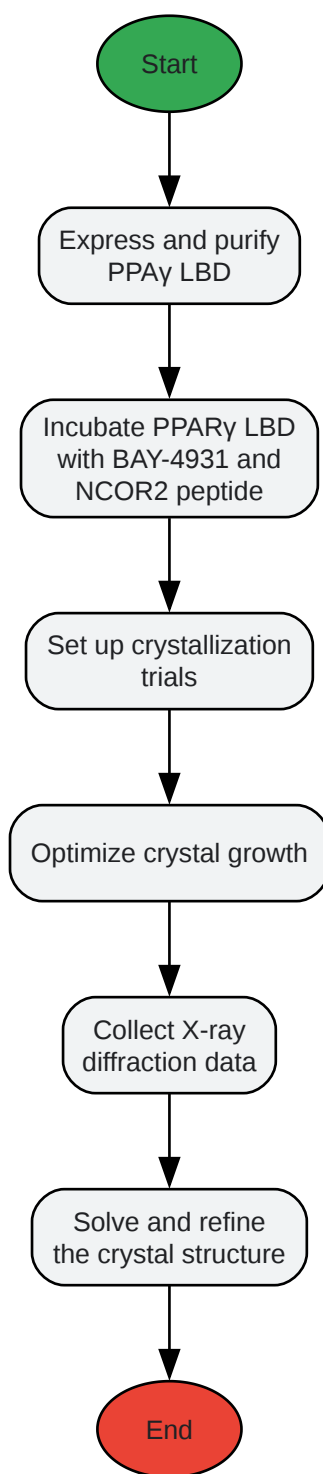 Start
Express and purify
PPAγ LBD
Incubate PPARγ LBD
with BAY-4931 and
NCOR2 peptide
Set up crystallization
trials
Optimize crystal growth
Collect X-ray
diffraction data
Solve and refine
the crystal structure
End